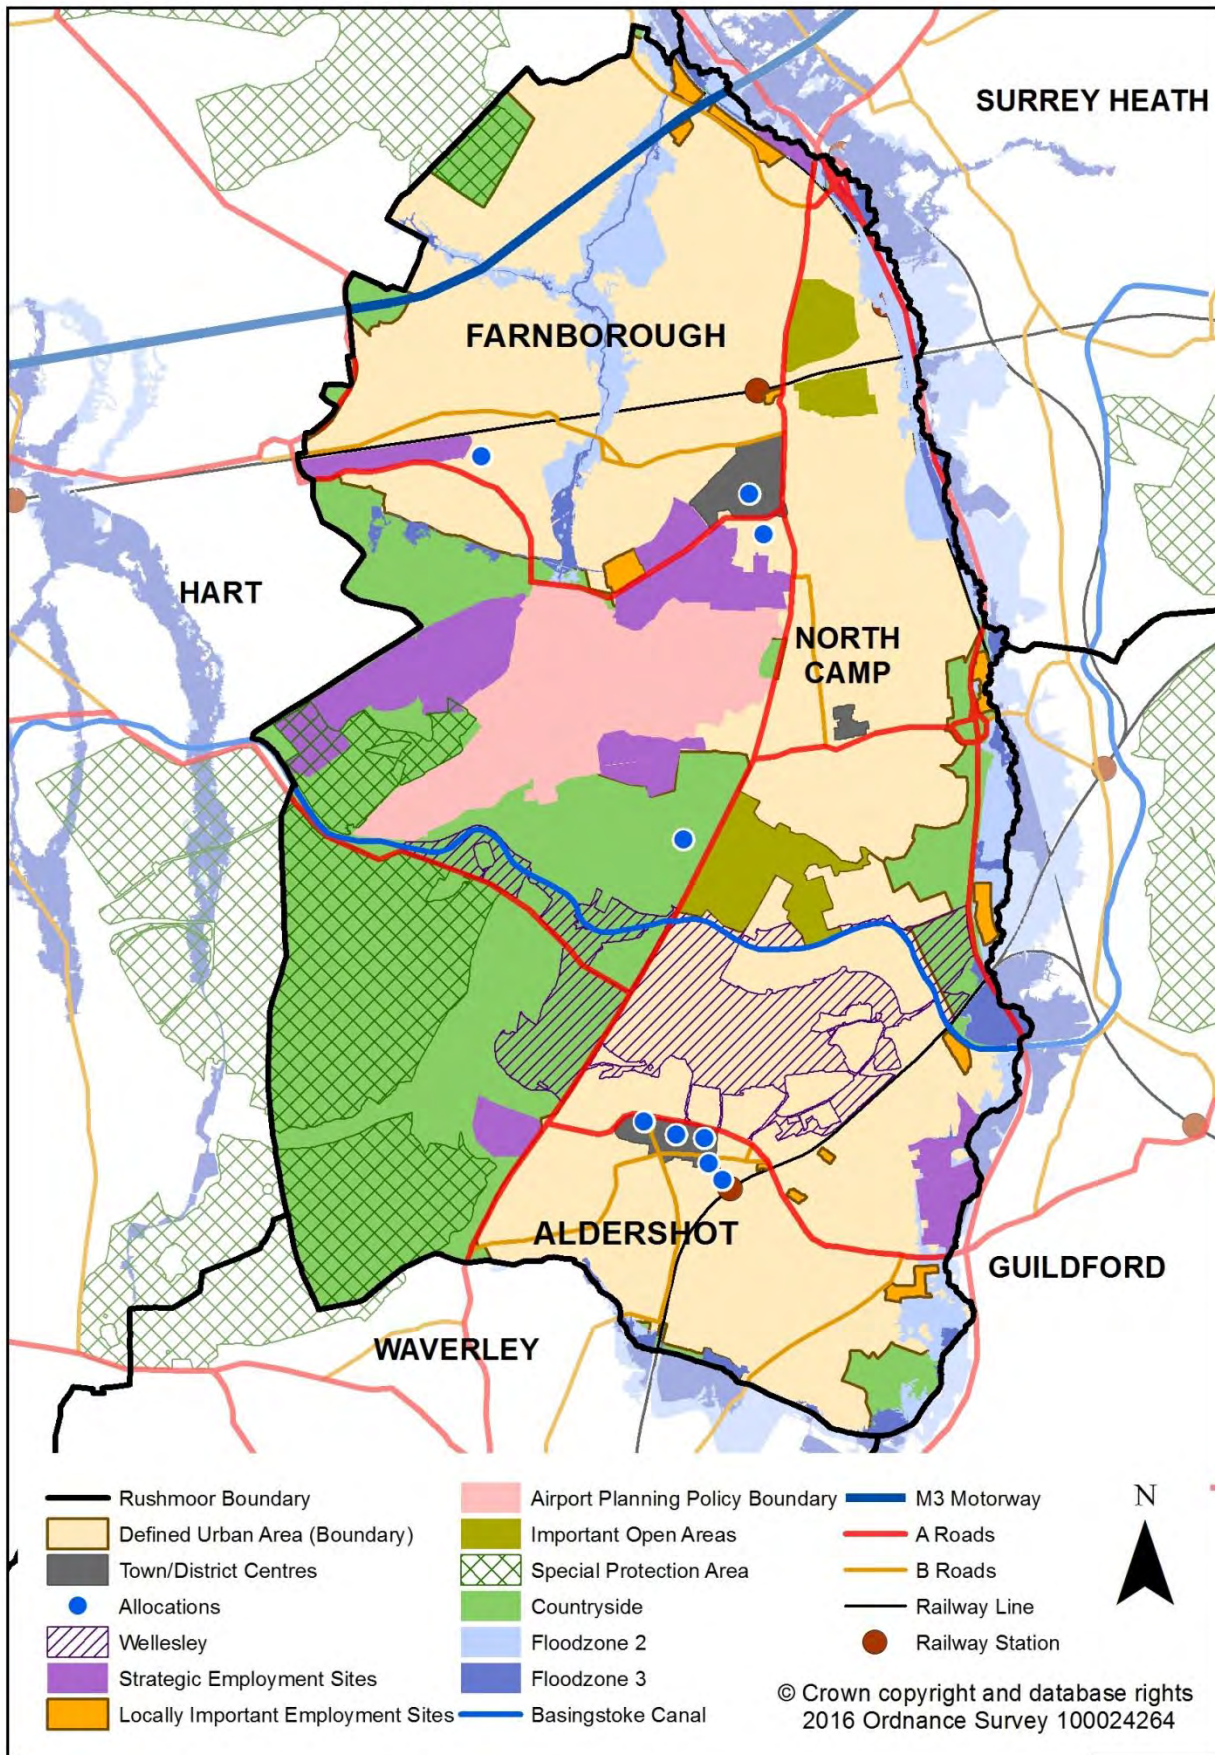 SURREY HEATH
FARNBOROUGH
HART
NORTH
CAMP
ALDERSHOT
GUILDFORD
WAVERLEY
Rushmoor Boundary
Defined Urban Area (Boundary)
Town/District Centres
Allocations
Wellesley
Strategic Employment Sites
Locally Important Employment Sites
Airport Planning Policy Boundary
Important Open Areas
Special Protection Area
Countryside
Floodzone 2
Floodzone 3
Basingstoke Canal
M3 Motorway
A Roads
B Roads
Railway Line
Railway Station
N
© Crown copyright and database rights
2016 Ordnance Survey 100024264